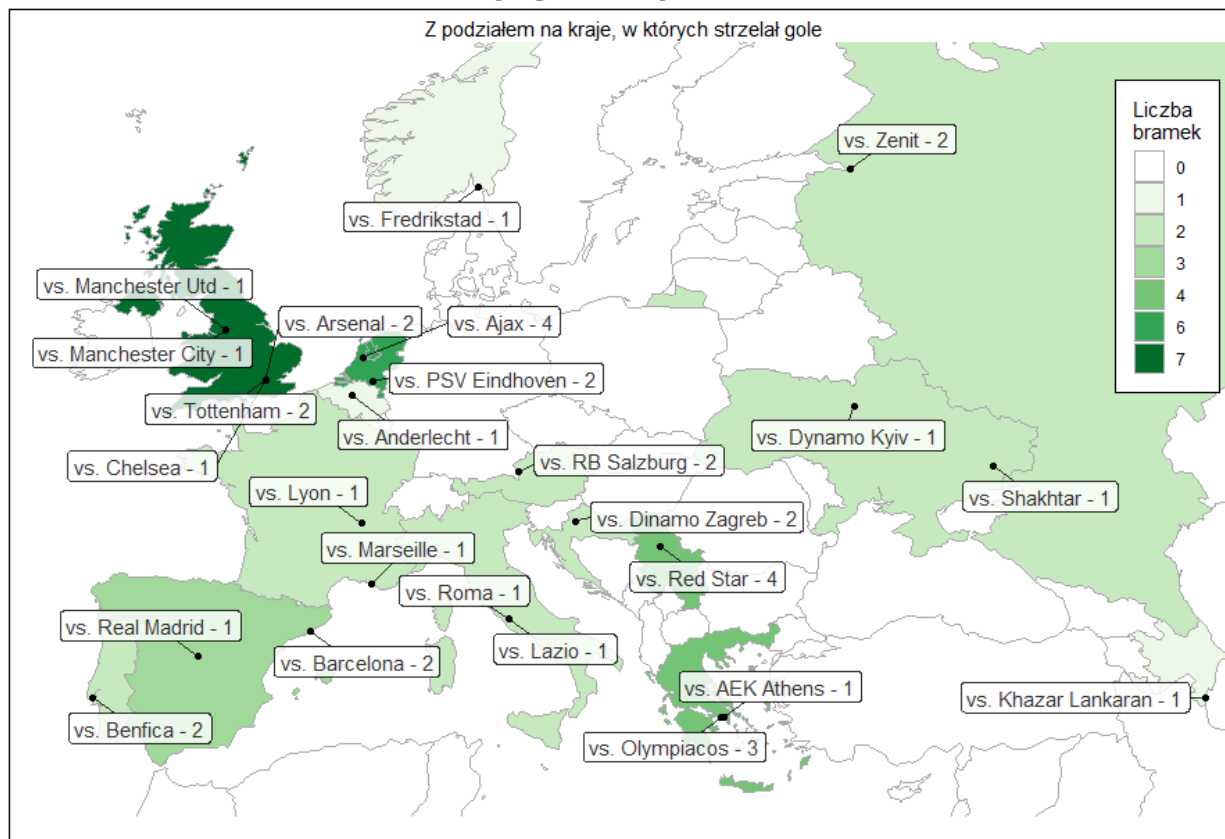 Z podziałem na kraje, w których strzelał gole
Liczba
bramek
0
1
2
3
4
6
7
vs. Zenit - 2
vs. Fredrikstad - 1
vs. Manchester Utd - 1
vs. Arsenal - 2
vs. Ajax - 4
vs. Manchester City - 1
vs. PSV Eindhoven - 2
vs. Tottenham - 2
vs. Anderlecht - 1
vs. Dynamo Kyiv - 1
vs. Chelsea - 1
vs. RB Salzburg - 2
vs. Lyon - 1
vs. Shakhtar - 1
vs. Dinamo Zagreb - 2
vs. Marseille - 1
vs. Red Star - 4
vs. Roma - 1
vs. Real Madrid - 1
vs. Lazio - 1
vs. Barcelona - 2
vs. AEK Athens - 1
vs. Khazar Lankaran - 1
vs. Benfica - 2
vs. Olympiacos - 3